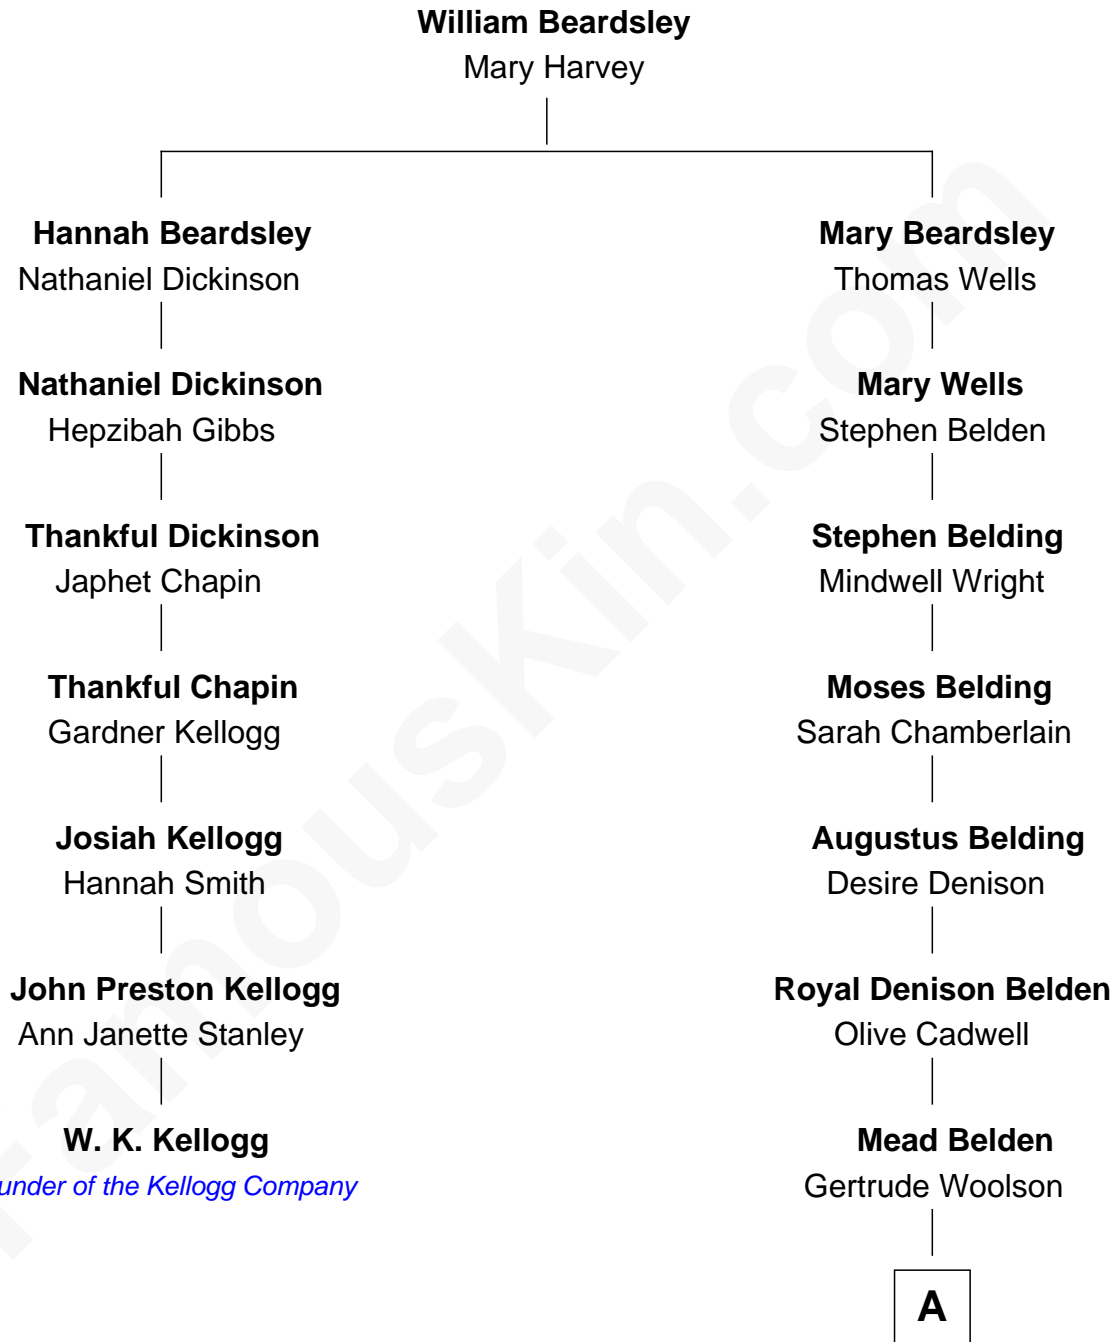 William Beardsley
Mary Harvey
Hannah Beardsley
Nathaniel Dickinson
Mary Beardsley
Thomas Wells
Nathaniel Dickinson
Hepzibah Gibbs
Mary Wells
Stephen Belden
Thankful Dickinson
Japhet Chapin
Stephen Belding
Mindwell Wright
Thankful Chapin
Gardner Kellogg
Moses Belding
Sarah Chamberlain
Josiah Kellogg
Hannah Smith
Augustus Belding
Desire Denison
John Preston Kellogg
Ann Janette Stanley
Royal Denison Belden
Olive Cadwell
W. K. Kellogg
under of the Kellogg Company
Mead Belden
Gertrude Woolson
A
FamousKin.com